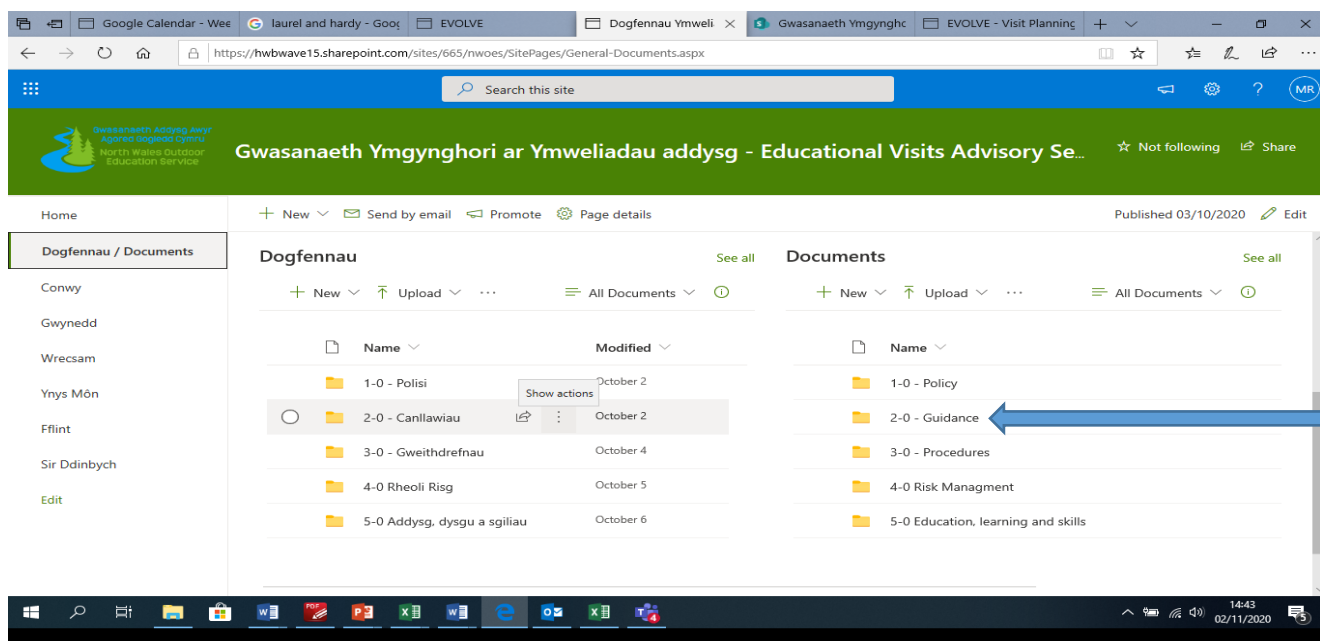 Google Calendar - Wee
laurel and hardy - Goog
EVOLVE
Dogfennau Ymweli
Gwasanaeth Ymgynghc
EVOLVE - Visit Planning
https://hwbwave15.sharepoint.com/sites/665/nwoes/SitePages/General-Documents.aspx
Search this site
MR
Gwasanaeth Addysg Awyr
Agored Gogledd Cymru
North Wales Outdoor
Education Service
Gwasanaeth Ymgynghori ar Ymweliadau addysg - Educational Visits Advisory Se...
Not following
Share
Home
Dogfennau / Documents
Conwy
Gwynedd
Wrecsam
Ynys Môn
Fflint
Sir Ddinbych
Edit
New
Send by email
Promote
Page details
Published 03/10/2020
Edit
Dogfennau
See all
New
Upload
All Documents
Name
Modified
1-0 - Polisi
October 2
Show actions
2-0 - Canllawiau
October 2
3-0 - Gweithdrefnau
October 4
4-0 Rheoli Risg
October 5
5-0 Addysg, dysgu a sgiliau
October 6
Documents
See all
New
Upload
All Documents
Name
1-0 - Policy
2-0 - Guidance
3-0 - Procedures
4-0 Risk Managment
5-0 Education, learning and skills
14:43
02/11/2020